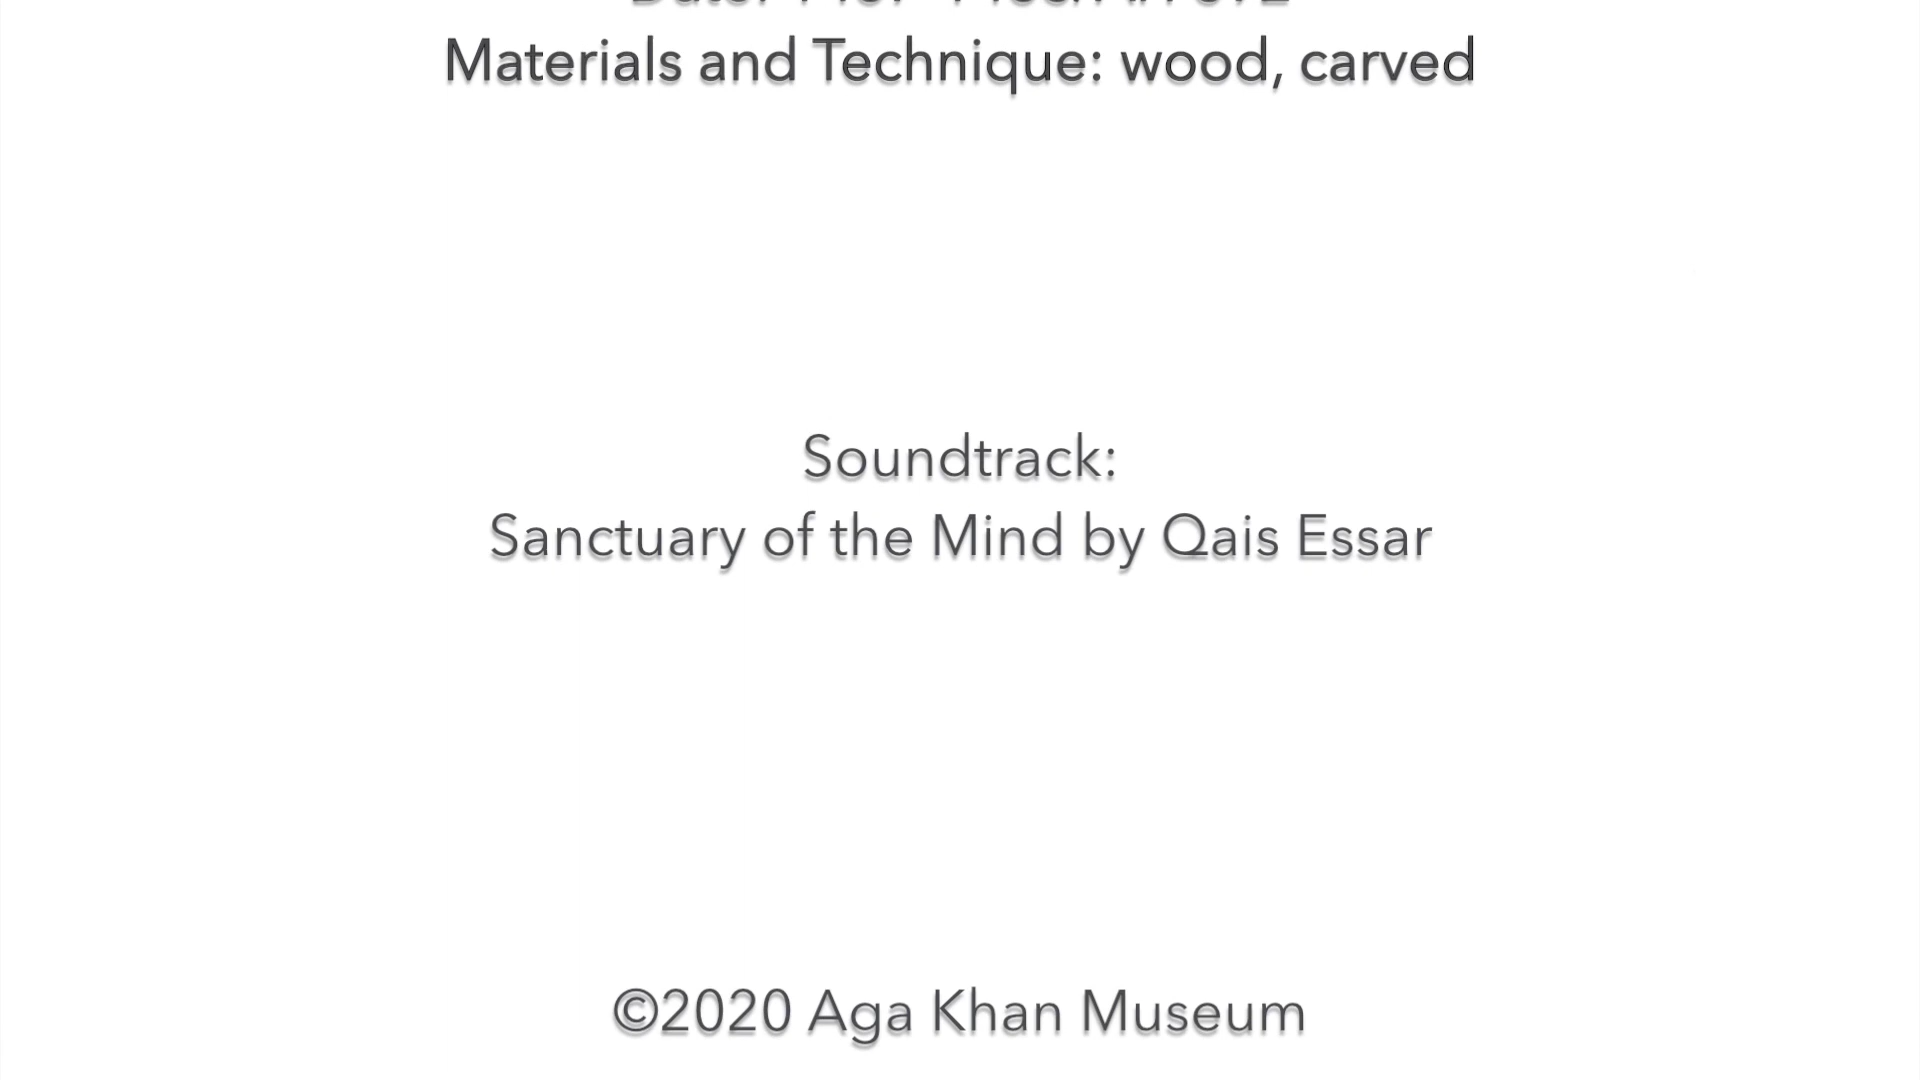 Materials and Technique: wood, carved
Soundtrack:
Sanctuary of the Mind by Qais Essar
©2020 Aga Khan Museum